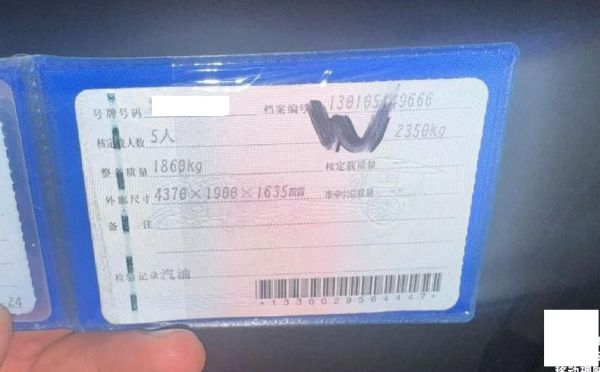 号牌号码 档案编号 130105149666
核定载人数 5人 2350kg
整备质量 1860kg 核定载质量
外廓尺寸 4370×1900×1635mm 准牵引总质量
备 注
检验记录 汽油
*1330029564447*
-24